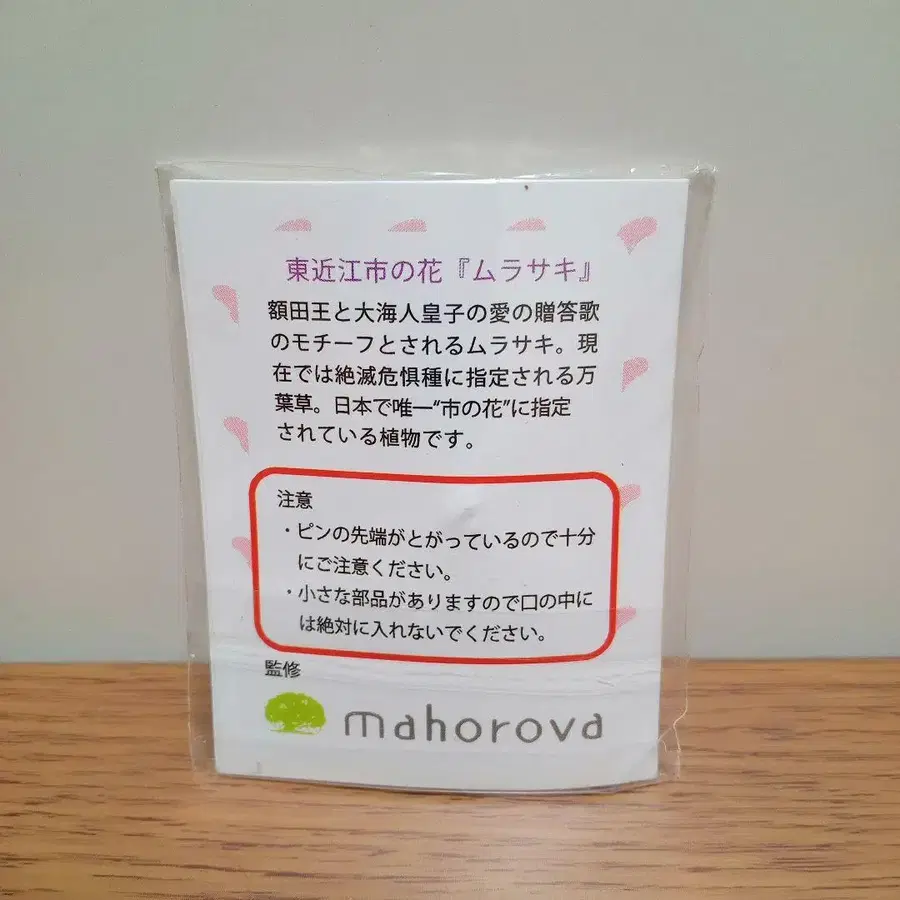 東近江市の花『ムラサキ』
額田王と大海人皇子の愛の贈答歌
のモチーフとされるムラサキ。現
在では絶滅危惧種に指定される万
葉草。日本で唯一“市の花”に指定
されている植物です。
注意
・ピンの先端がとがっているので十分
にご注意ください。
・小さな部品がありますので口の中に
は絶対に入れないでください。
監修
mahorova